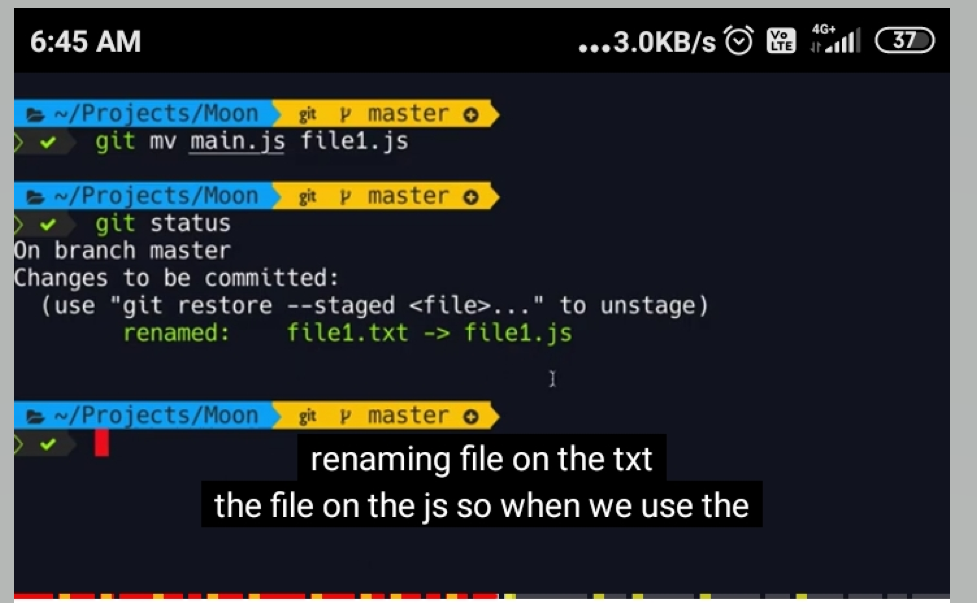 6:45 AM ...3.0KB/s Vo LTE 4G+ 37
~/Projects/Moon git master
git mv main.js file1.js
~/Projects/Moon git master
git status
On branch master
Changes to be committed:
(use "git restore --staged <file>..." to unstage)
renamed: file1.txt -> file1.js
~/Projects/Moon git master
renaming file on the txt
the file on the js so when we use the